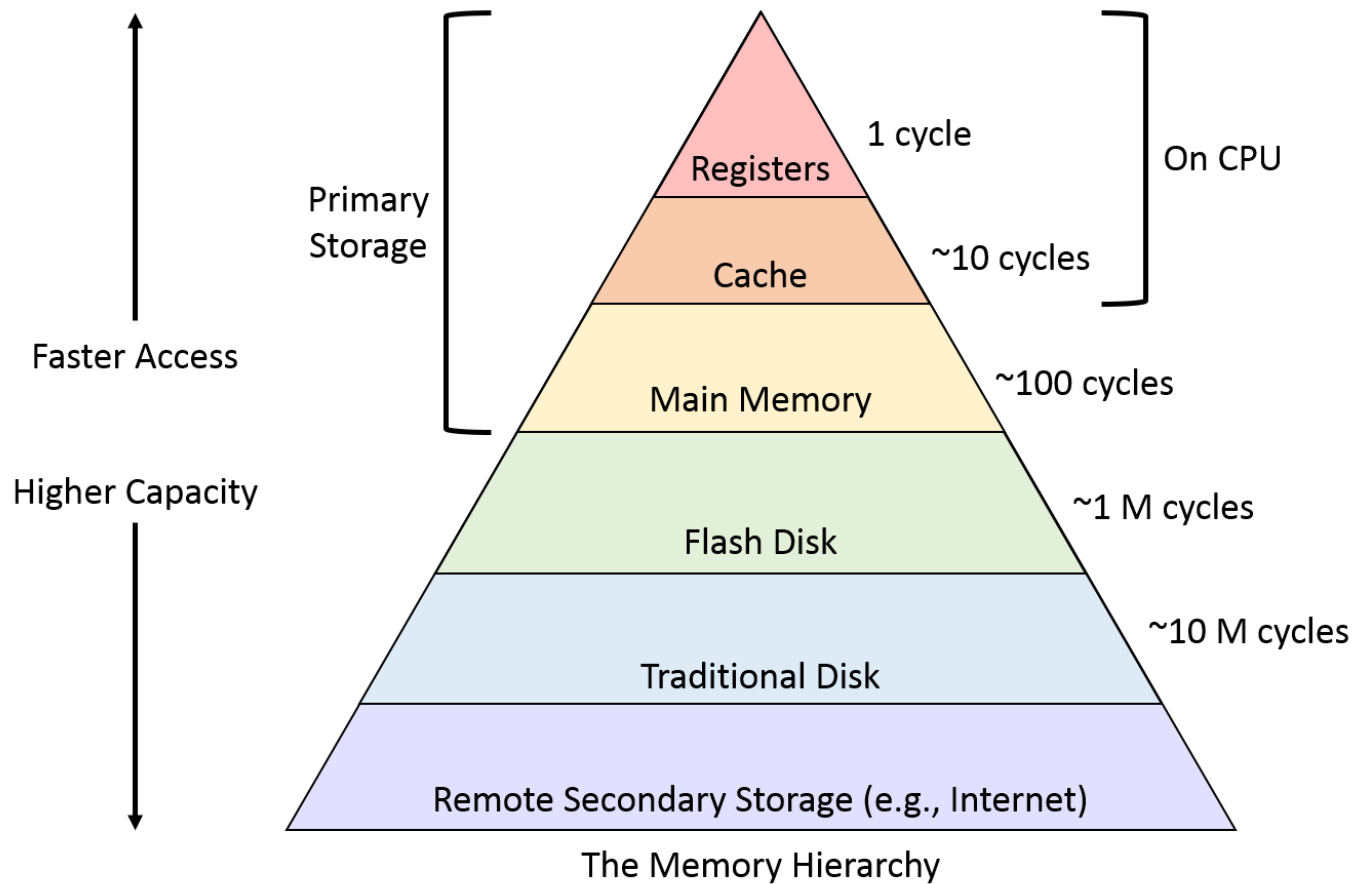 1 cycle
On CPU
Registers
Primary
Storage
~10 cycles
Cache
Faster Access
~100 cycles
Main Memory
Higher Capacity
~1 M cycles
Flash Disk
~10 M cycles
Traditional Disk
Remote Secondary Storage (e.g., Internet)
The Memory Hierarchy